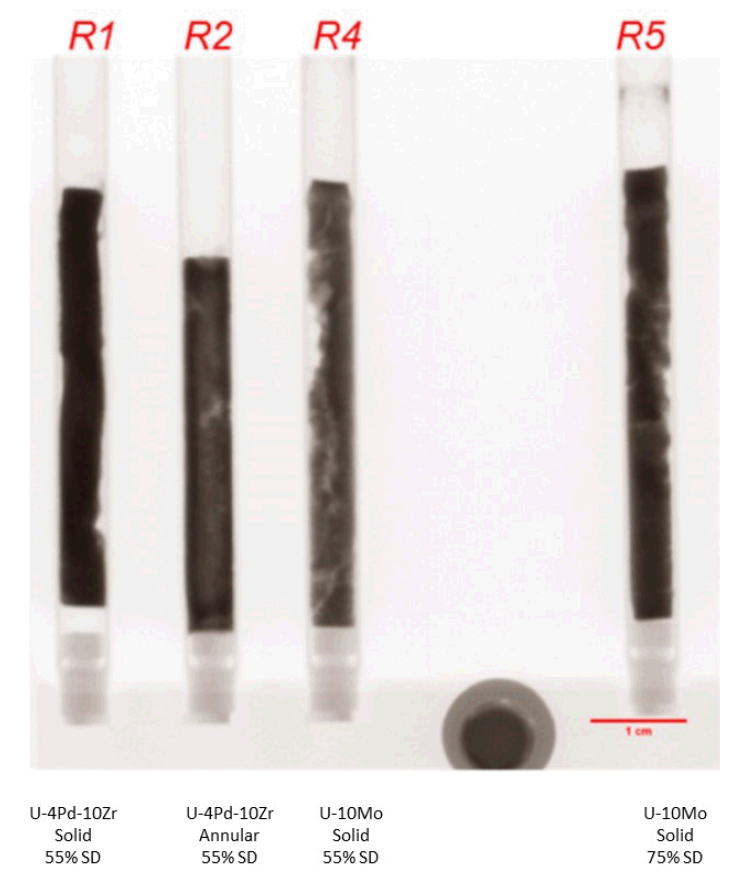 R1 R2 R4 R5
1 cm
U-4Pd-10Zr
Solid
55% SD
U-4Pd-10Zr
Annular
55% SD
U-10Mo
Solid
55% SD
U-10Mo
Solid
75% SD